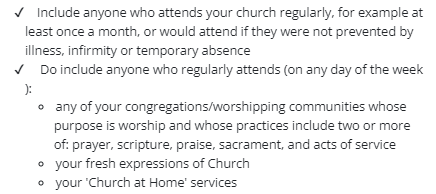 ✓ Include anyone who attends your church regularly, for example at
least once a month, or would attend if they were not prevented by
illness, infirmity or temporary absence
✓ Do include anyone who regularly attends (on any day of the week
):
○ any of your congregations/worshipping communities whose
purpose is worship and whose practices include two or more
of: prayer, scripture, praise, sacrament, and acts of service
○ your fresh expressions of Church
○ your 'Church at Home' services